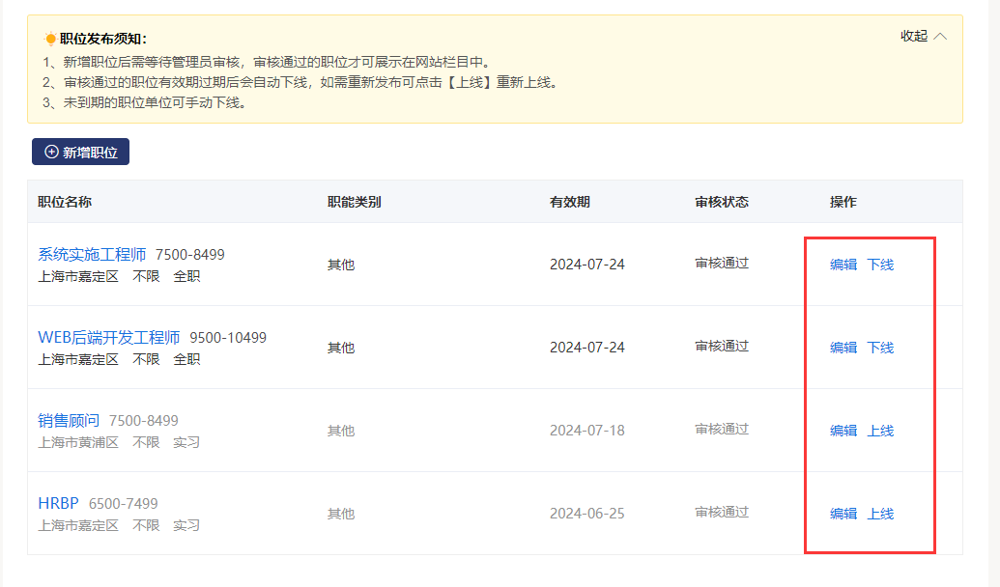 职位发布须知：
收起
1、新增职位后需等待管理员审核，审核通过的职位才可展示在网站栏目中。
2、审核通过的职位有效期过期后会自动下线，如需重新发布可点击【上线】重新上线。
3、未到期的职位单位可手动下线。
新增职位
职位名称 职能类别 有效期 审核状态 操作
系统实施工程师 7500-8499
上海市嘉定区 不限 全职
其他 2024-07-24 审核通过 编辑 下线
WEB后端开发工程师 9500-10499
上海市嘉定区 不限 全职
其他 2024-07-24 审核通过 编辑 下线
销售顾问 7500-8499
上海市黄浦区 不限 实习
其他 2024-07-18 审核通过 编辑 上线
HRBP 6500-7499
上海市嘉定区 不限 实习
其他 2024-06-25 审核通过 编辑 上线